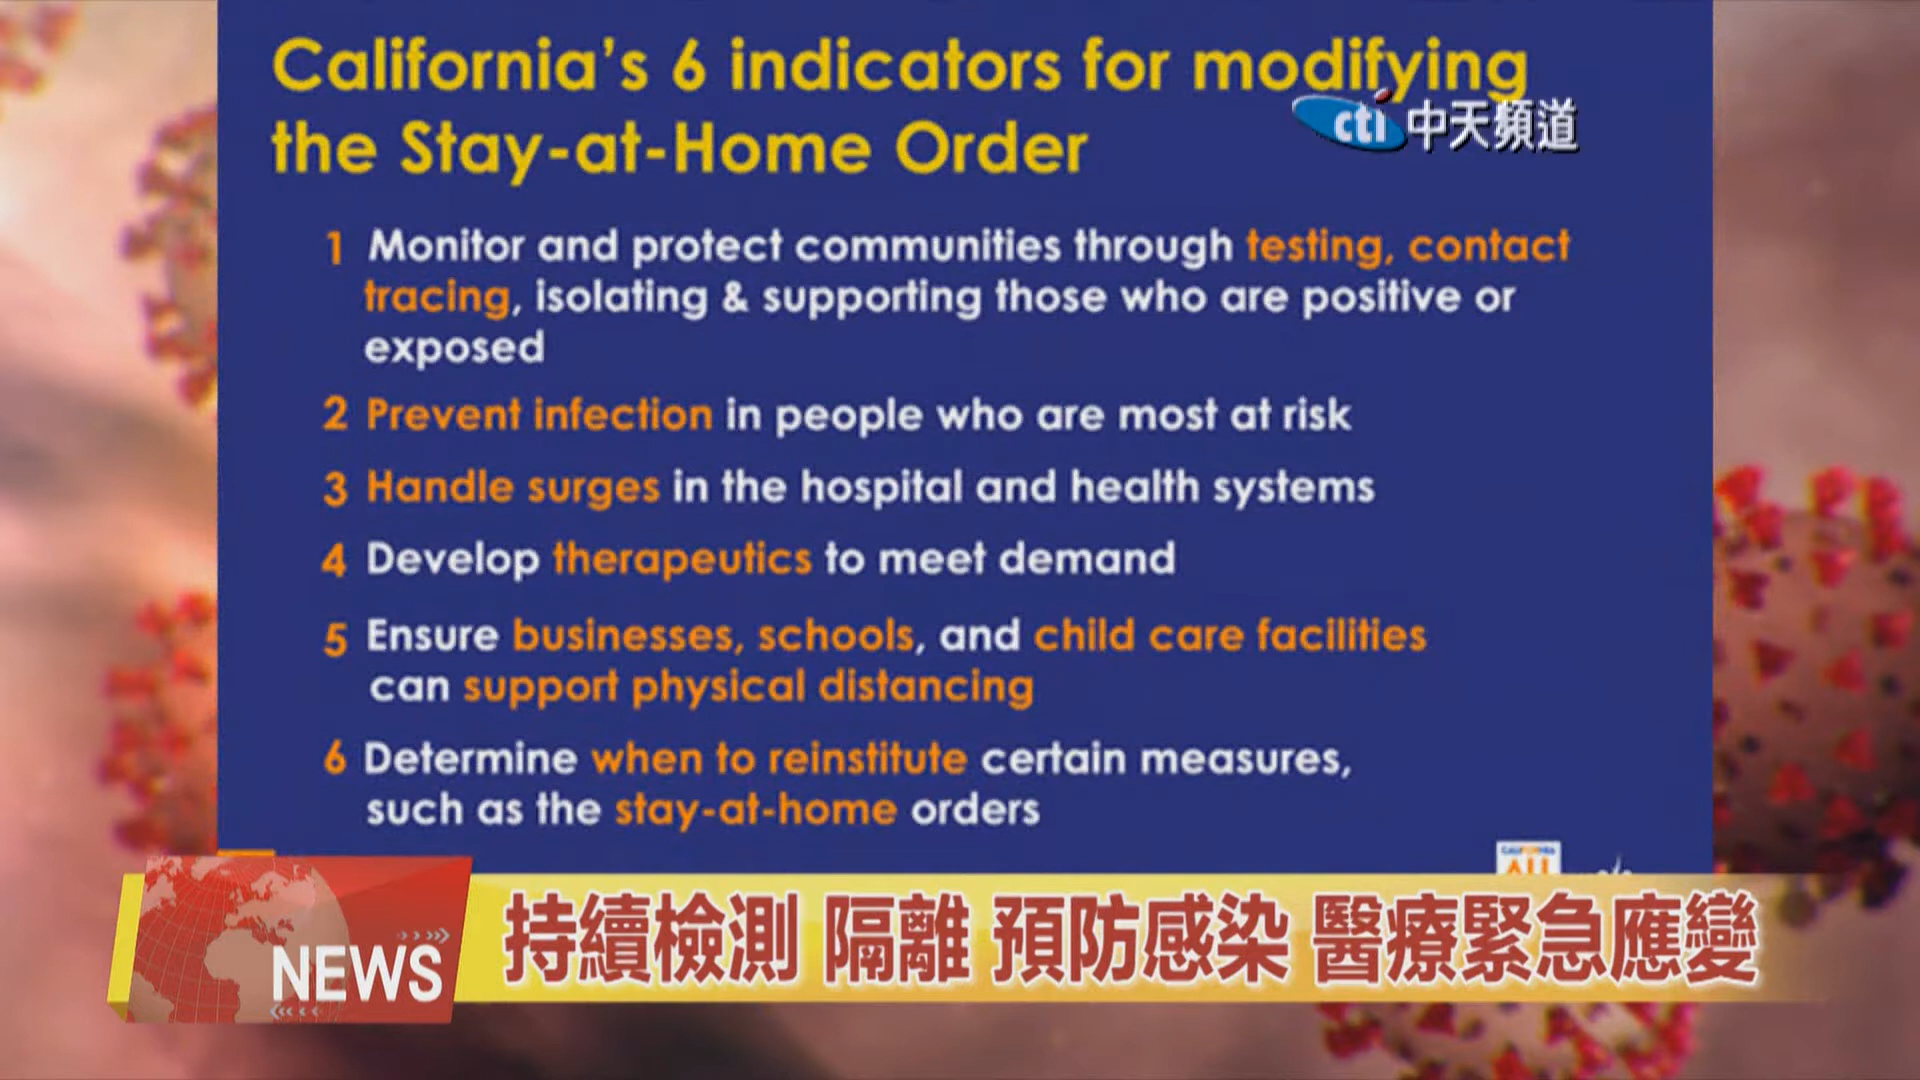 California's 6 indicators for modifying
the Stay-at-Home Order
cti 中天頻道
1 Monitor and protect communities through testing, contact
tracing, isolating & supporting those who are positive or
exposed
2 Prevent infection in people who are most at risk
3 Handle surges in the hospital and health systems
4 Develop therapeutics to meet demand
5 Ensure businesses, schools, and child care facilities
can support physical distancing
6 Determine when to reinstitute certain measures,
such as the stay-at-home orders
CALIFORNIA
ALL
NEWS
持續檢測 隔離 預防感染 醫療緊急應變